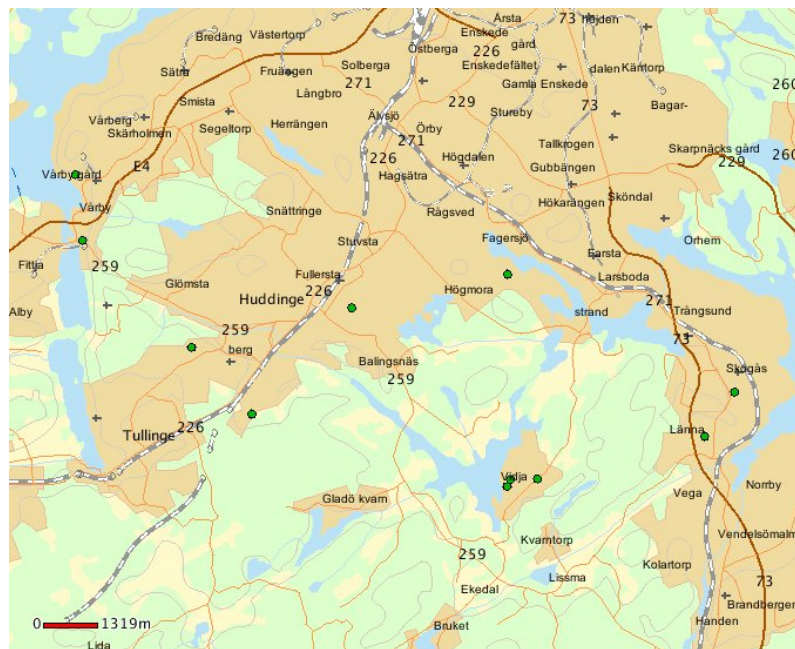 Bredäng
Västertorp
Sätra
Fruängen
Solberga
Östberga
Årsta
Enskede
gård
73
höjden
226
Enskedefältet
Gamla Enskede
dalen
Kärrtorp
260
271
Långbro
Smista
229
Stureby
73
Bagar-
Vårberg
Skärholmen
Segeltorp
Herrängen
Älvsjö
Örby
271
Tallkrogen
Skarpnäcks gård
229
260
E4
226
Högdalen
Gubbängen
Vårby gård
Hagsätra
Hökarängen
Sköndal
Vårby
Snättringe
Rågsved
Stuvsta
Fagersjö
Farsta
Orhem
Fittja
259
Glömsta
Fullersta
226
Huddinge
Högmora
Larsboda
271
Trångsund
Alby
259
berg
strand
73
Balingsnäs
259
Skogås
Tullinge
226
Länna
Vidja
Vega
Norrby
Gladö kvarn
Kvarntorp
Vendelsömalm
259
Lissma
Kolartorp
Ekedal
73
Brandbergen
0
1319m
Bruket
Handen
Lida